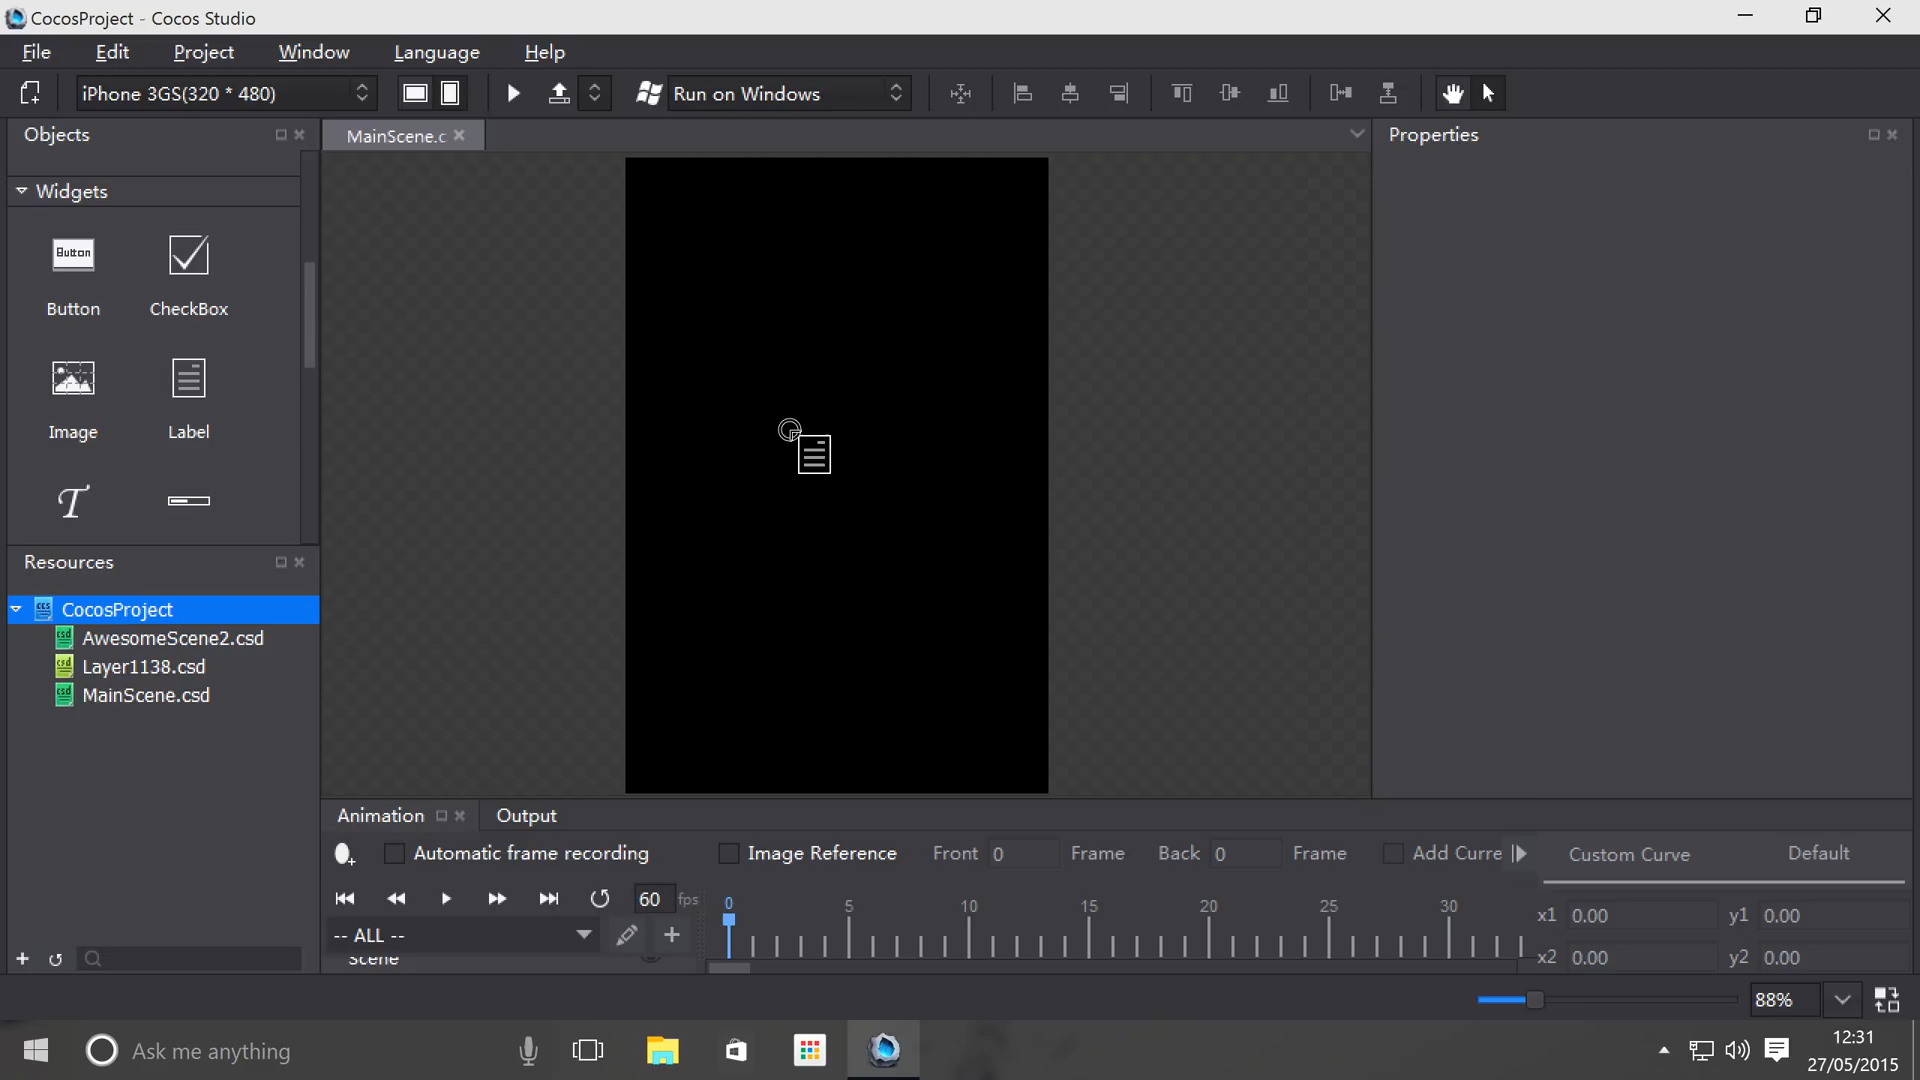 CocosProject - Cocos Studio
File Edit Project Window Language Help
iPhone 3GS(320 * 480) Run on Windows
Objects
Widgets
Button
Button CheckBox
Image Label
T
Resources
CocosProject
AwesomeScene2.csd
Layer1138.csd
MainScene.csd
MainScene.c
Properties
Animation Output
Automatic frame recording Image Reference Front 0 Frame Back 0 Frame Add Curre Custom Curve Default
60 fps 0 5 10 15 20 25 30
-- ALL --
Scene
x1 0.00 y1 0.00
x2 0.00 y2 0.00
88%
Ask me anything
12:31
27/05/2015